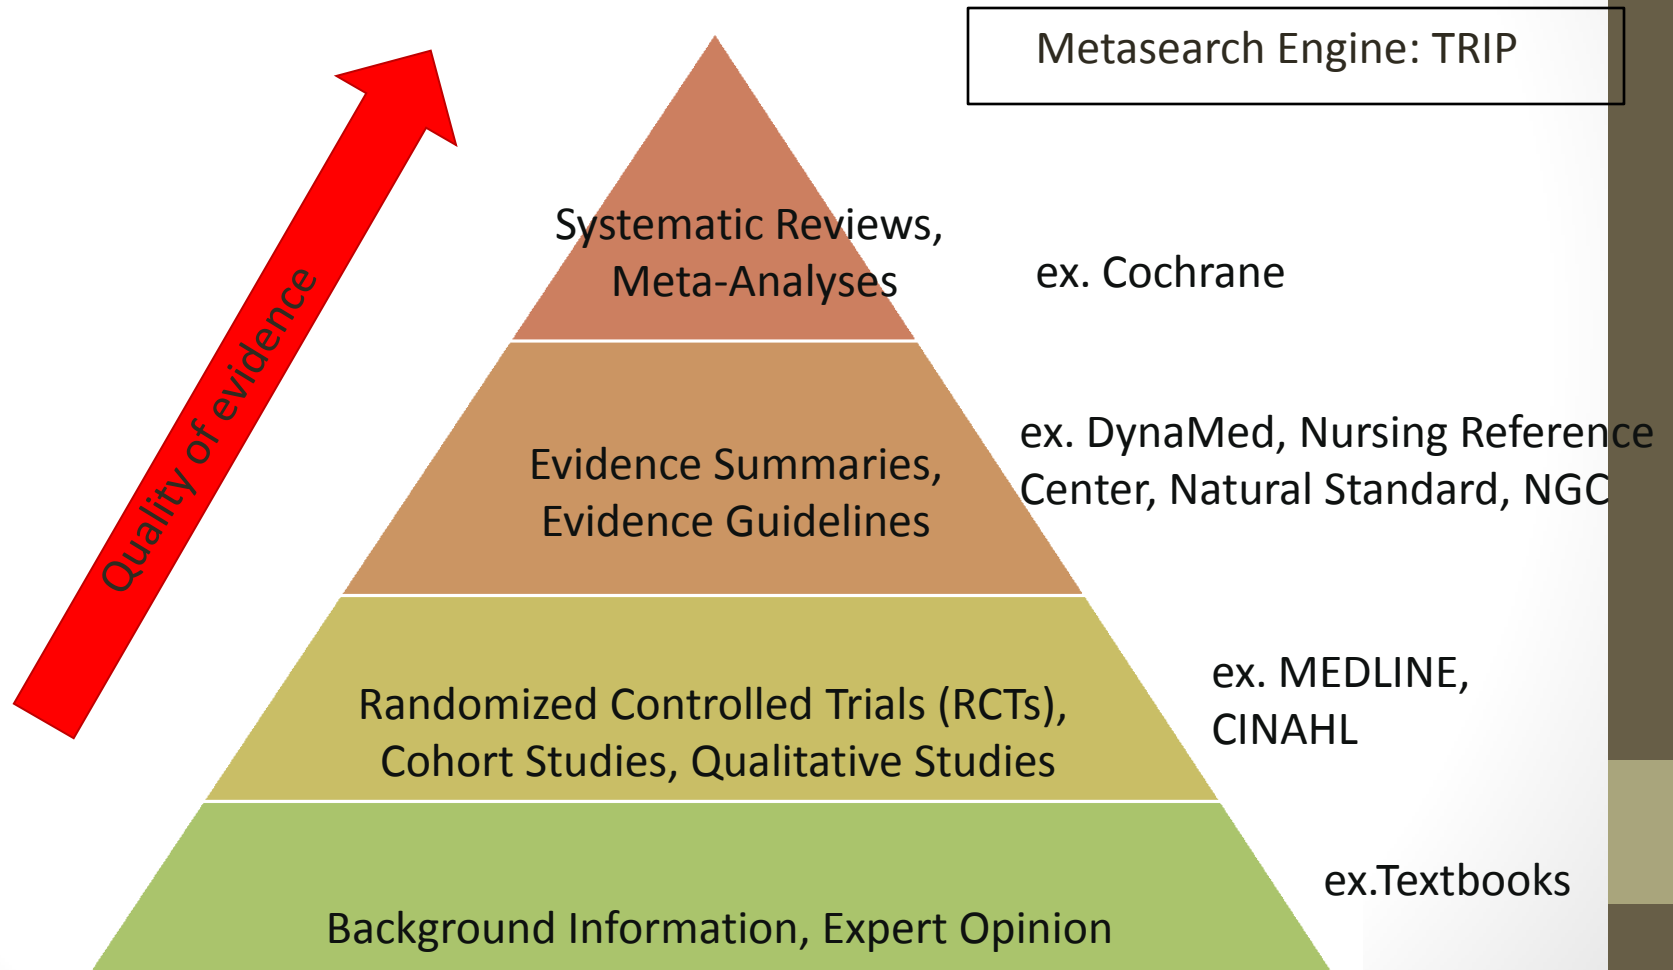 Metasearch Engine: TRIP
Quality of evidence
Systematic Reviews,
Meta-Analyses
ex. Cochrane
Evidence Summaries,
Evidence Guidelines
ex. DynaMed, Nursing Reference
Center, Natural Standard, NGC
Randomized Controlled Trials (RCTs),
Cohort Studies, Qualitative Studies
ex. MEDLINE,
CINAHL
Background Information, Expert Opinion
ex.Textbooks